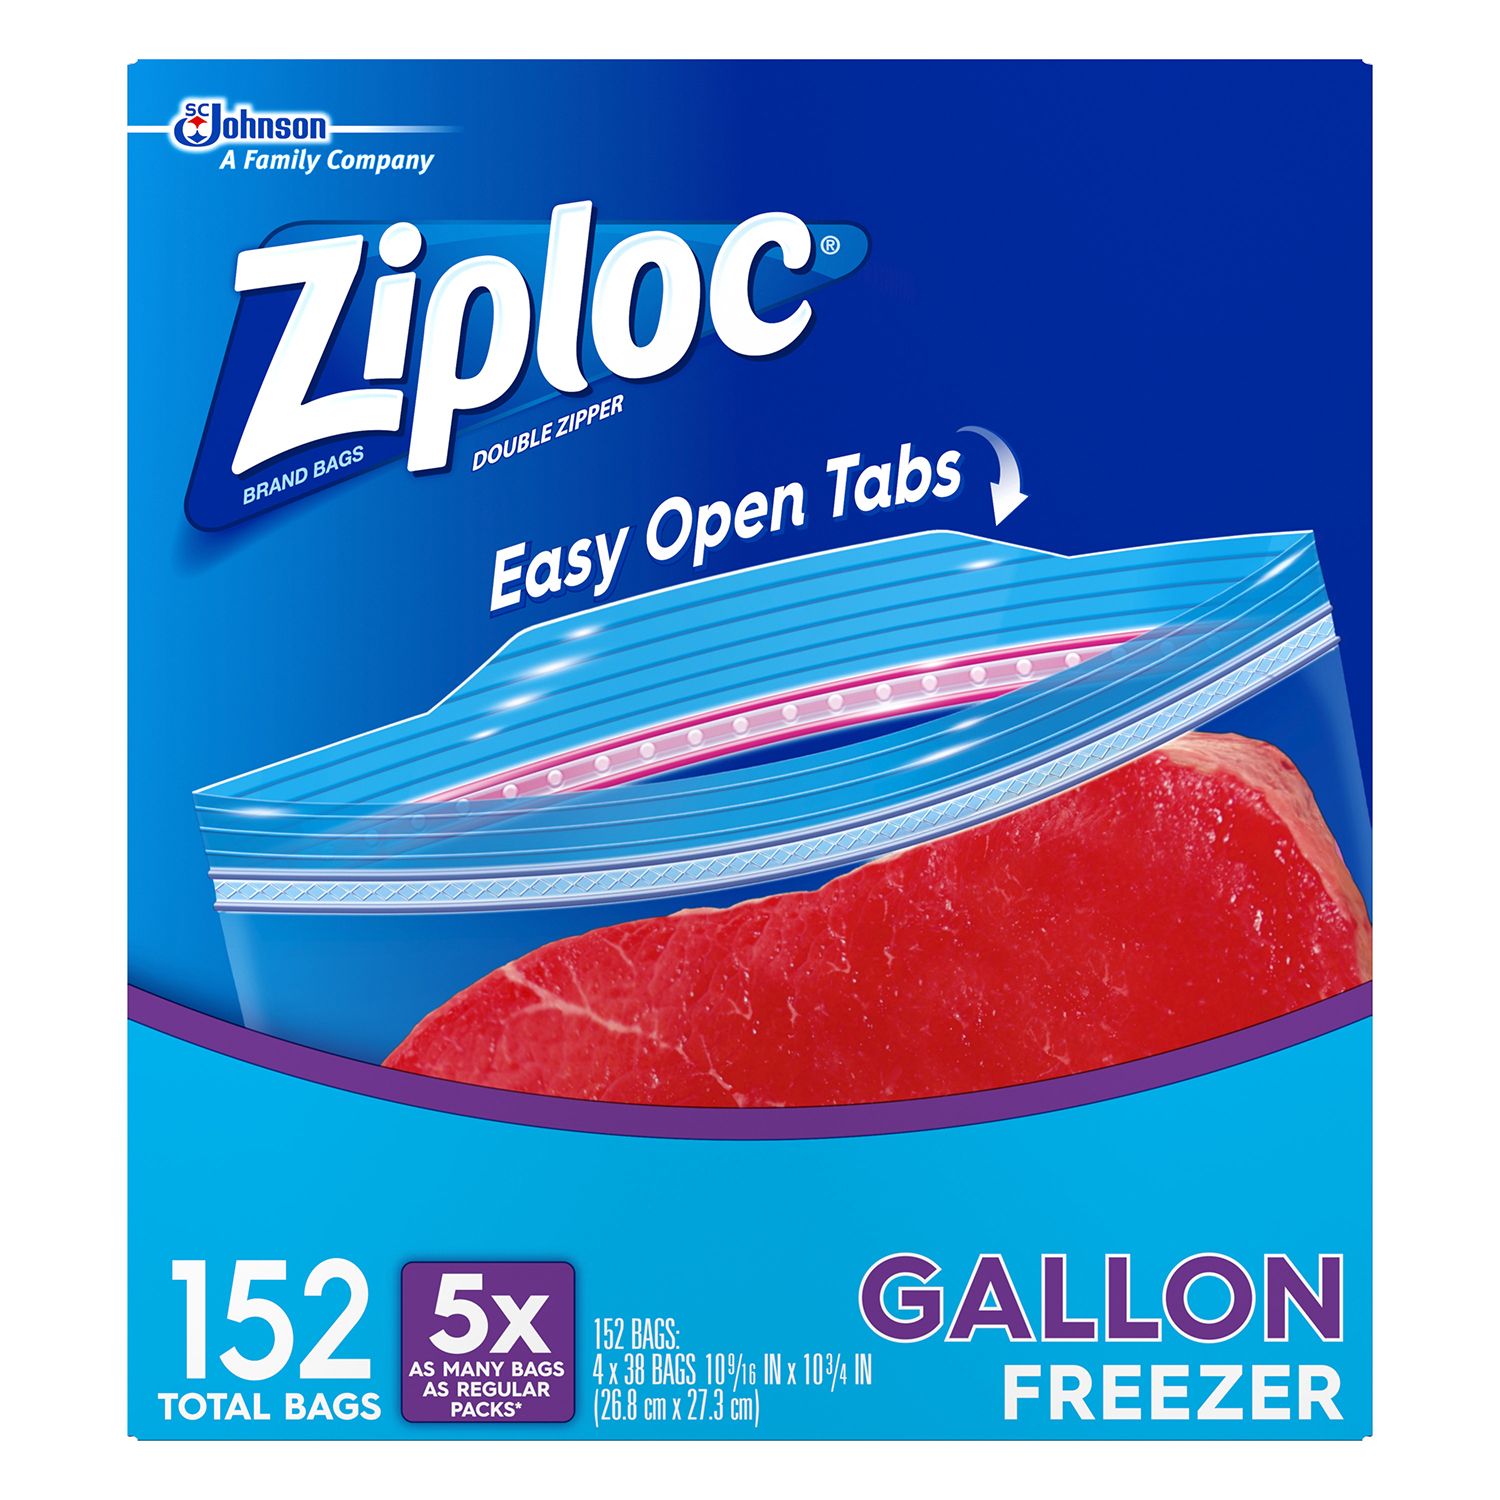 SC Johnson
A Family Company
Ziploc®
BRAND BAGS
DOUBLE ZIPPER
Easy Open Tabs
152
TOTAL BAGS
5x
AS MANY BAGS
AS REGULAR
PACKS*
152 BAGS:
4 x 38 BAGS 10 9/16 IN x 10 3/4 IN
(26.8 cm x 27.3 cm)
GALLON
FREEZER